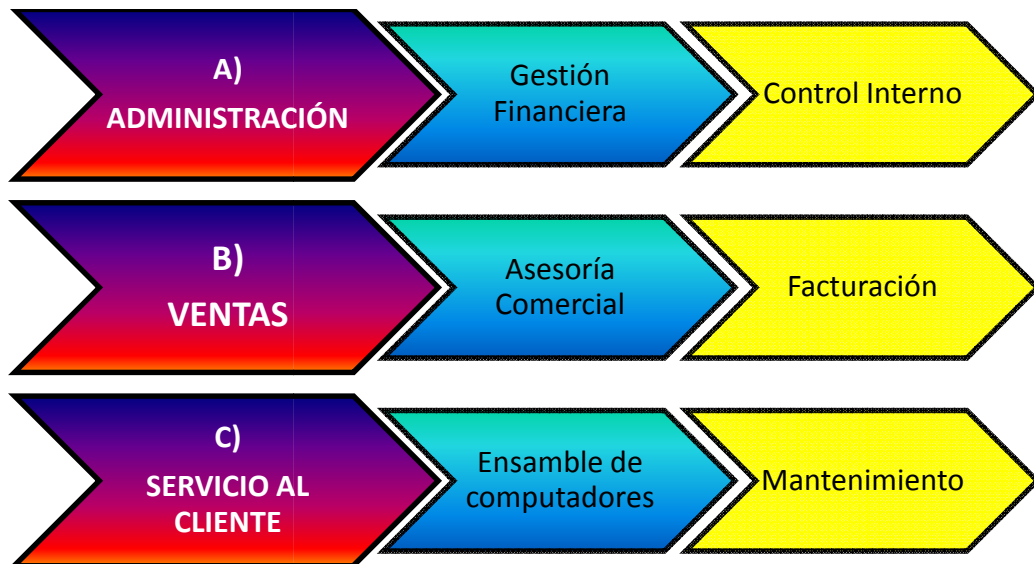 A)
ADMINISTRACIÓN
Gestión
Financiera
Control Interno
B)
VENTAS
Asesoría
Comercial
Facturación
C)
SERVICIO AL
CLIENTE
Ensamble de
computadores
Mantenimiento